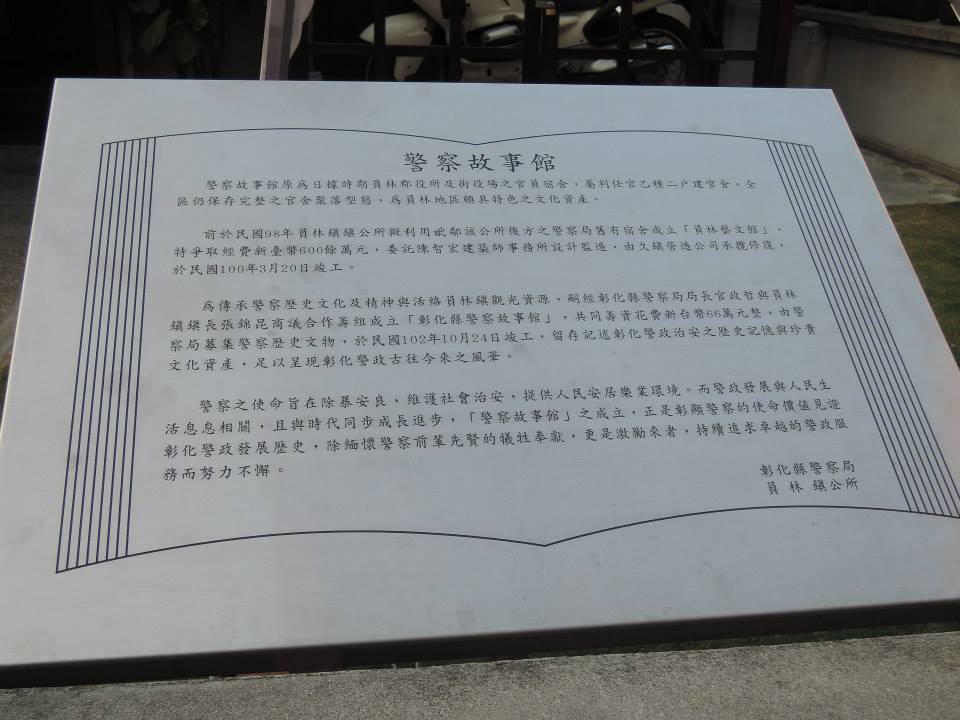 警察故事館
警察故事館原為日據時期員林郡役所及街役場之官員宿舍，屬判任官乙種二戶建官舍。全
區仍保存完整之官舍聚落型態，為員林地區頗具特色之文化資產。
前於民國98年員林鎮鎮公所擬利用毗鄰該公所後方之警察局舊有宿舍成立「員林藝文館」，
特爭取經費新臺幣600餘萬元，委託陳智宏建築師事務所設計監造，由久鎮營造公司承攬修復，
於民國100年3月20日竣工。
為傳承警察歷史文化及精神與活絡員林鎮觀光資源，嗣經彰化縣警察局局長官政哲與員林
鎮鎮長張錦昆商議合作籌組成立「彰化縣警察故事館」，共同籌資花費新台幣66萬元整，由警
察局募集警察歷史文物，於民國102年10月24日竣工，留存記述彰化警政治安之歷史記憶與珍貴
文化資產，足以呈現彰化警政古往今來之風華。
警察之使命旨在除暴安良，維護社會治安，提供人民安居樂業環境。而警政發展與人民生
活息息相關，且與時代同步成長進步，「警察故事館」之成立，正是彰顯警察的使命價值見證
彰化警政發展歷史，除緬懷警察前輩先賢的犧牲奉獻，更是激勵來者，持續追求卓越的警政服
務而努力不懈。
彰化縣警察局
員林鎮公所